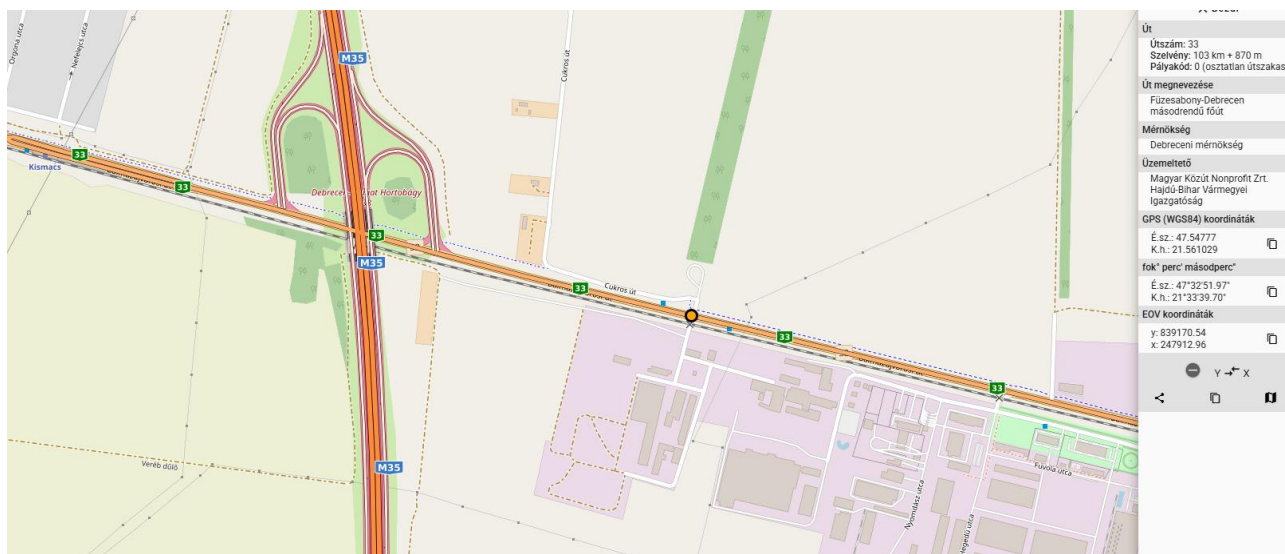 Orgona utca
Nefelejcs utca
M35
Cukros út
33
Kismacs
33
33
M35
Cukros út
33
33
33
M35
Veréb dűlő
Nyomdász utca
Hegedű utca
Fuvola utca
Út
Útszám: 33
Szelvény: 103 km + 870 m
Pályakód: 0 (osztatlan útszakas
Út megnevezése
Füzesabony-Debrecen
másodrendű főút
Mérnökség
Debreceni mérnökség
Üzemeltető
Magyar Közút Nonprofit Zrt.
Hajdú-Bihar Vármegyei
Igazgatóság
GPS (WGS84) koordináták
É.sz.: 47.54777
K.h.: 21.561029
fok° perc' másodperc"
É.sz.: 47°32'51.97"
K.h.: 21°33'39.70"
EOV koordináták
y: 839170.54
x: 247912.96
Y
X